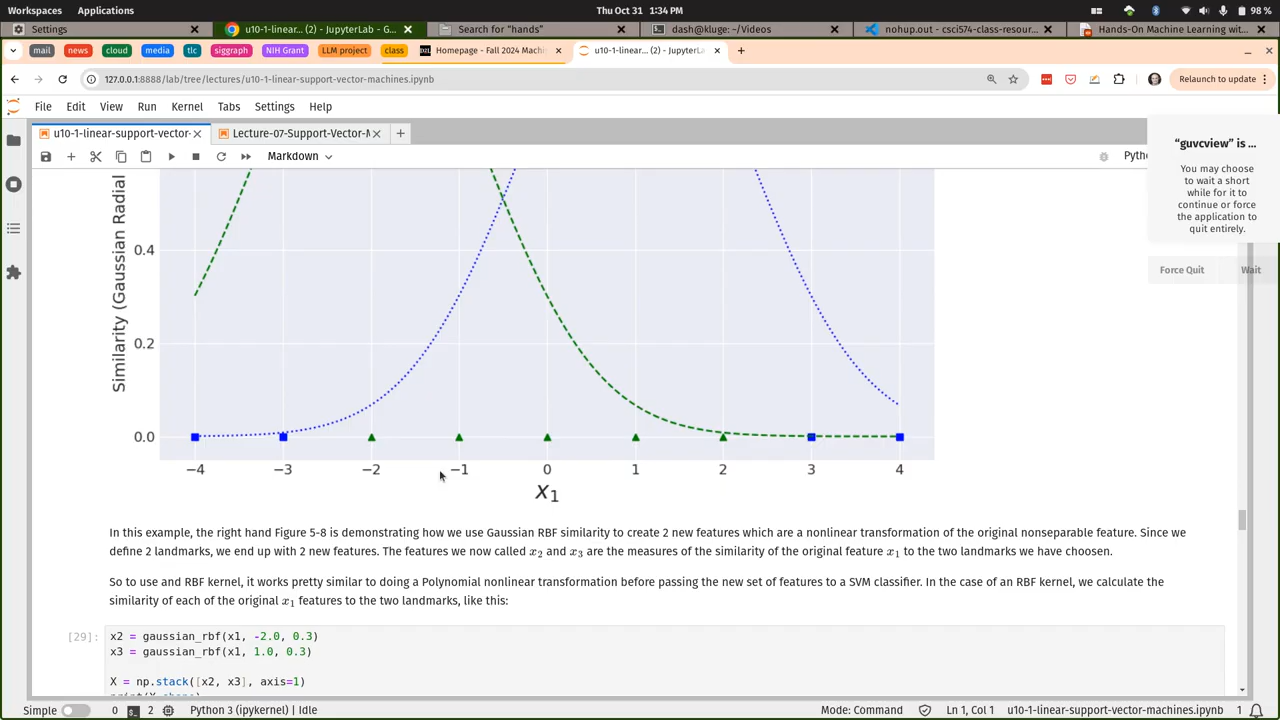 Workspaces Applications Thu Oct 31 1:34 PM 98 %
Settings u10-1-linear... (2) - JupyterLab - G... Search for "hands" dash@kluge: ~/Videos nohup.out - csci574-class-resour... Hands-On Machine Learning wit...
mail news cloud media tlc siggraph NIH Grant LLM project class Homepage - Fall 2024 Machin u10-1-linear... (2) - JupyterLa
127.0.0.1:8888/lab/tree/lectures/u10-1-linear-support-vector-machines.ipynb Relaunch to update
File Edit View Run Kernel Tabs Settings Help
u10-1-linear-support-vector- Lecture-07-Support-Vector-M
Markdown Pytho
"guvcview" is ...
You may choose
to wait a short
while for it to
continue or force
the application to
quit entirely.
Force Quit Wait
Similarity (Gaussian Radial
0.4
0.2
0.0
−4 −3 −2 −1 0 1 2 3 4
x₁
In this example, the right hand Figure 5-8 is demonstrating how we use Gaussian RBF similarity to create 2 new features which are a nonlinear transformation of the original nonseparable feature. Since we
define 2 landmarks, we end up with 2 new features. The features we now called x₂ and x₃ are the measures of the similarity of the original feature x₁ to the two landmarks we have choosen.
So to use and RBF kernel, it works pretty similar to doing a Polynomial nonlinear transformation before passing the new set of features to a SVM classifier. In the case of an RBF kernel, we calculate the
similarity of each of the original x₁ features to the two landmarks, like this:
[29]: x2 = gaussian_rbf(x1, -2.0, 0.3)
x3 = gaussian_rbf(x1, 1.0, 0.3)
X = np.stack([x2, x3], axis=1)
print(X.shape)
Simple 0 2 Python 3 (ipykernel) | Idle Mode: Command Ln 1, Col 1 u10-1-linear-support-vector-machines.ipynb 1